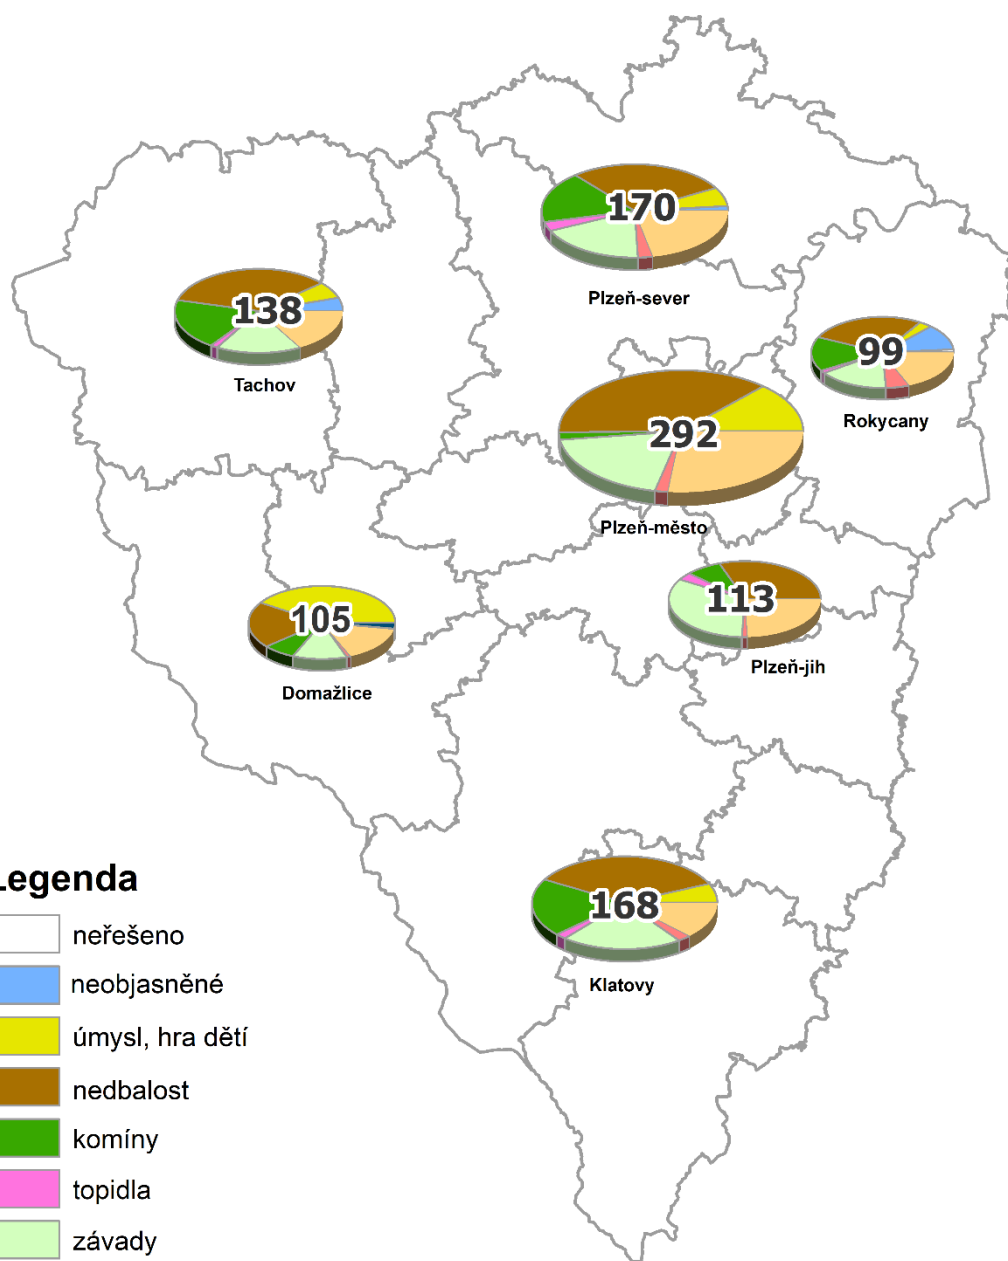 170
Plzeň-sever
138
Tachov
99
Rokycany
292
Plzeň-město
113
Plzeň-jih
105
Domažlice
168
Klatovy
Legenda
neřešeno
neobjasněné
úmysl, hra dětí
nedbalost
komíny
topidla
závady